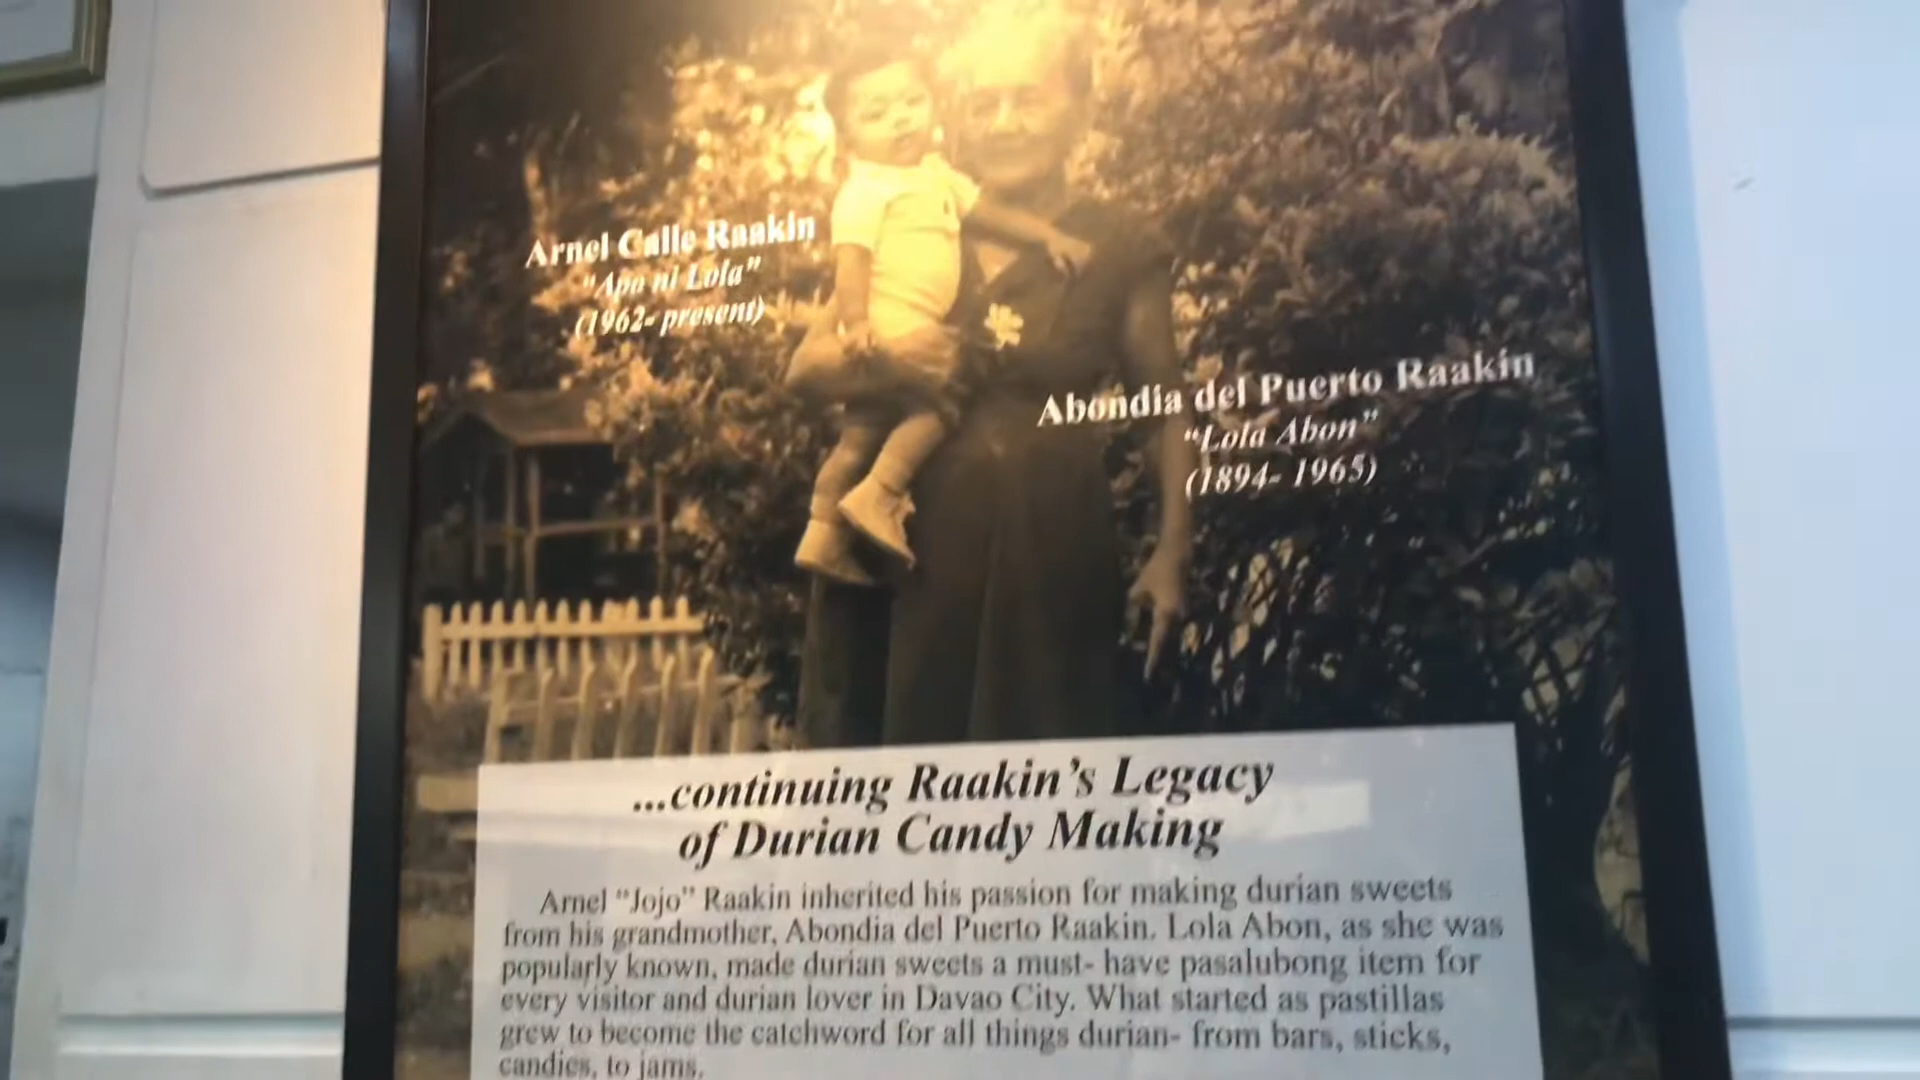 Arnel Calle Raakin
"Apo ni Lola"
(1962- present)
Abondia del Puerto Raakin
"Lola Abon"
(1894- 1965)
...continuing Raakin's Legacy
of Durian Candy Making
Arnel "Jojo" Raakin inherited his passion for making durian sweets
from his grandmother, Abondia del Puerto Raakin. Lola Abon, as she was
popularly known, made durian sweets a must- have pasalubong item for
every visitor and durian lover in Davao City. What started as pastillas
grew to become the catchword for all things durian- from bars, sticks,
candies, to jams.